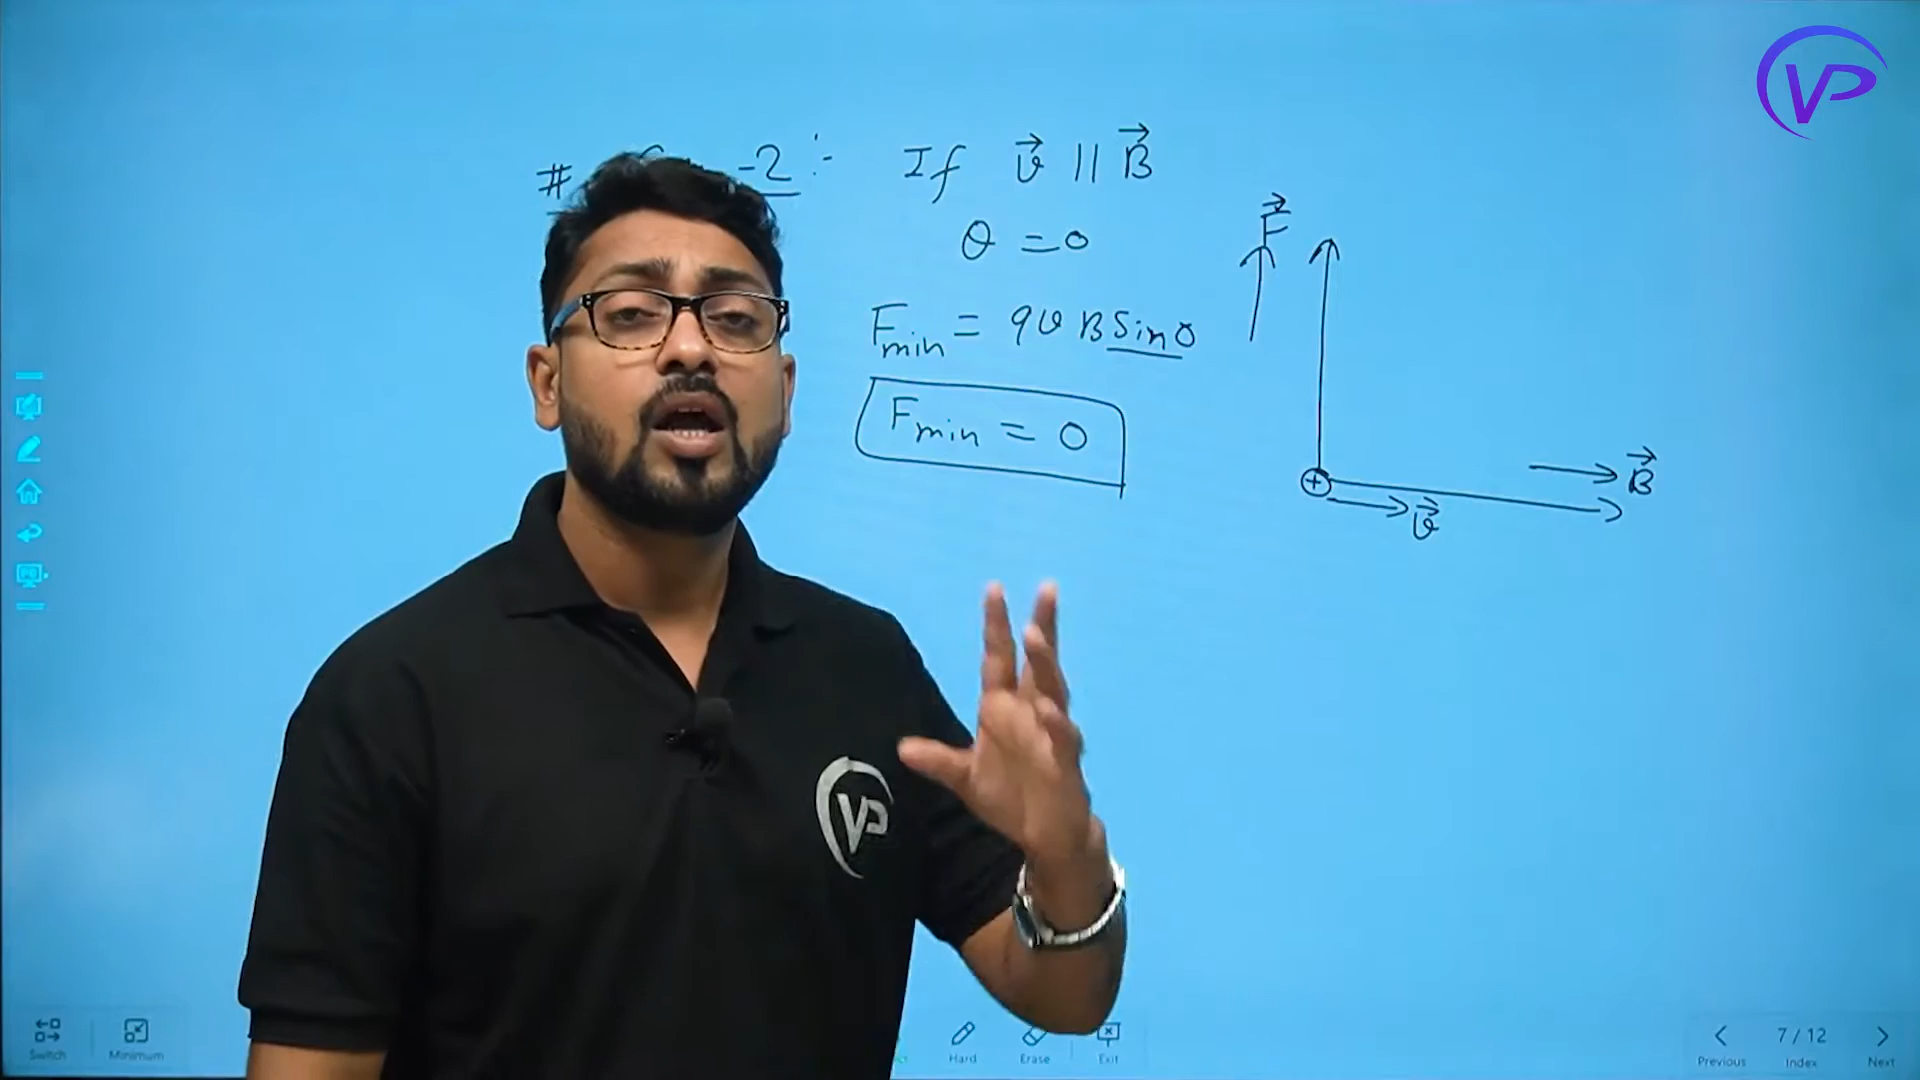 VP
# -2 :- If v⃗ || B⃗
θ = 0
F⃗
Fmin = qvB Sin0
Fmin = 0
B⃗
+
v⃗
VP
Switch
Minimum
Hard
Erase
Exit
Previous
7 / 12
Index
Next